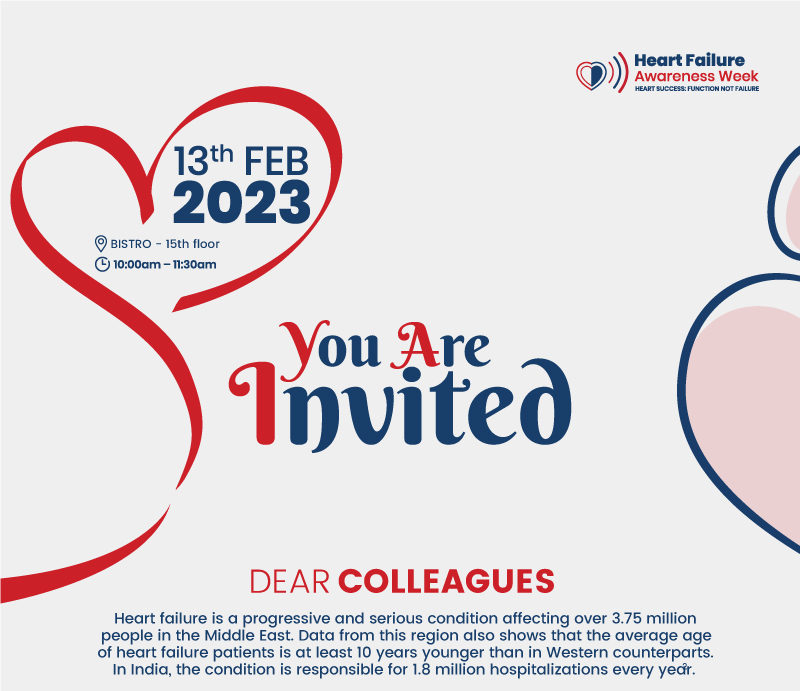 Heart Failure
Awareness Week
HEART SUCCESS: FUNCTION NOT FAILURE
13th FEB
2023
BISTRO - 15th floor
10:00am – 11:30am
You Are
Invited
DEAR COLLEAGUES
Heart failure is a progressive and serious condition affecting over 3.75 million
people in the Middle East. Data from this region also shows that the average age
of heart failure patients is at least 10 years younger than in Western counterparts.
In India, the condition is responsible for 1.8 million hospitalizations every year.